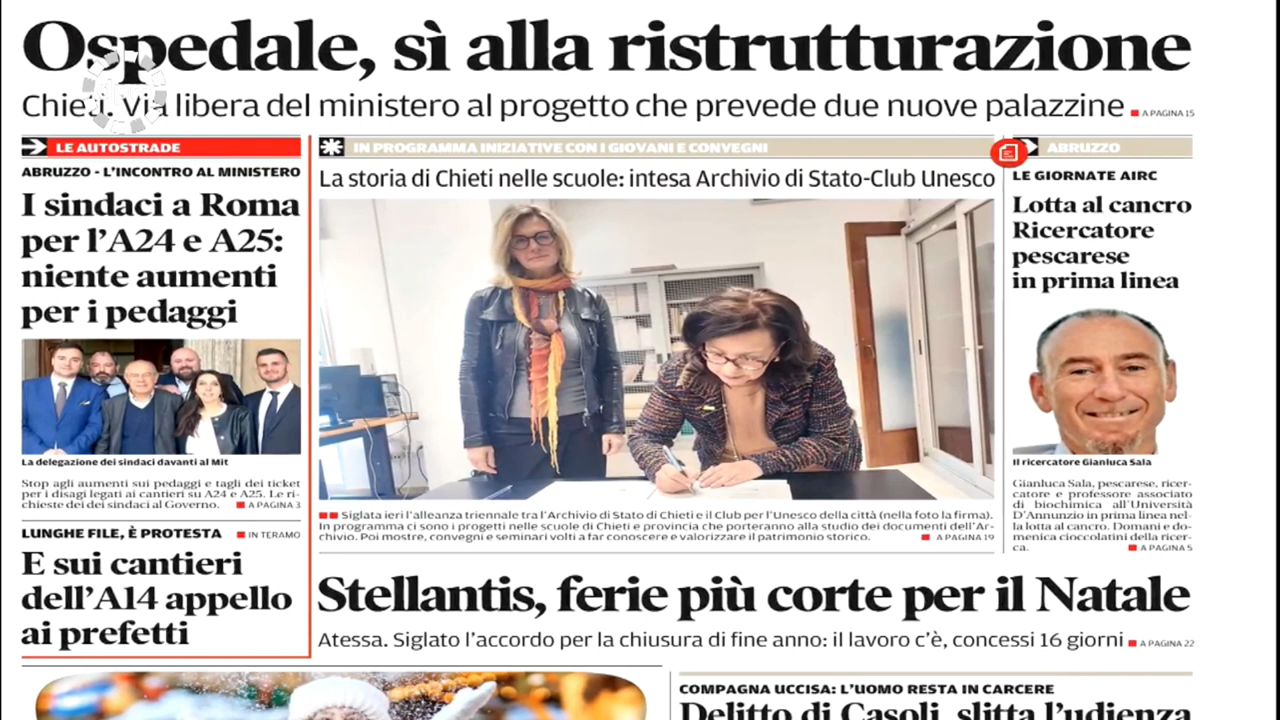 Ospedale, sì alla ristrutturazione
Chieti. Via libera del ministero al progetto che prevede due nuove palazzine ■ A PAGINA 15
LE AUTOSTRADE
ABRUZZO - L'INCONTRO AL MINISTERO
I sindaci a Roma
per l'A24 e A25:
niente aumenti
per i pedaggi
La delegazione dei sindaci davanti al Mit
Stop agli aumenti sui pedaggi e tagli dei ticket
per i disagi legati ai cantieri su A24 e A25. Le ri-
chieste dei dei sindaci al Governo. ■ A PAGINA 3
LUNGHE FILE, È PROTESTA ■ IN TERAMO
E sui cantieri
dell'A14 appello
ai prefetti
IN PROGRAMMA INIZIATIVE CON I GIOVANI E CONVEGNI
La storia di Chieti nelle scuole: intesa Archivio di Stato-Club Unesco
■■ Siglata ieri l'alleanza triennale tra l'Archivio di Stato di Chieti e il Club per l'Unesco della città (nella foto la firma).
In programma ci sono i progetti nelle scuole di Chieti e provincia che porteranno alla studio dei documenti dell'Ar-
chivio. Poi mostre, convegni e seminari volti a far conoscere e valorizzare il patrimonio storico. ■ A PAGINA 19
ABRUZZO
LE GIORNATE AIRC
Lotta al cancro
Ricercatore
pescarese
in prima linea
Il ricercatore Gianluca Sala
Gianluca Sala, pescarese, ricer-
catore e professore associato
di biochimica all'Università
D'Annunzio in prima linea nel-
la lotta al cancro. Domani e do-
menica cioccolatini della ricer-
ca. ■ A PAGINA 5
Stellantis, ferie più corte per il Natale
Atessa. Siglato l'accordo per la chiusura di fine anno: il lavoro c'è, concessi 16 giorni ■ A PAGINA 22
COMPAGNA UCCISA: L'UOMO RESTA IN CARCERE
Delitto di Casoli, slitta l'udienza